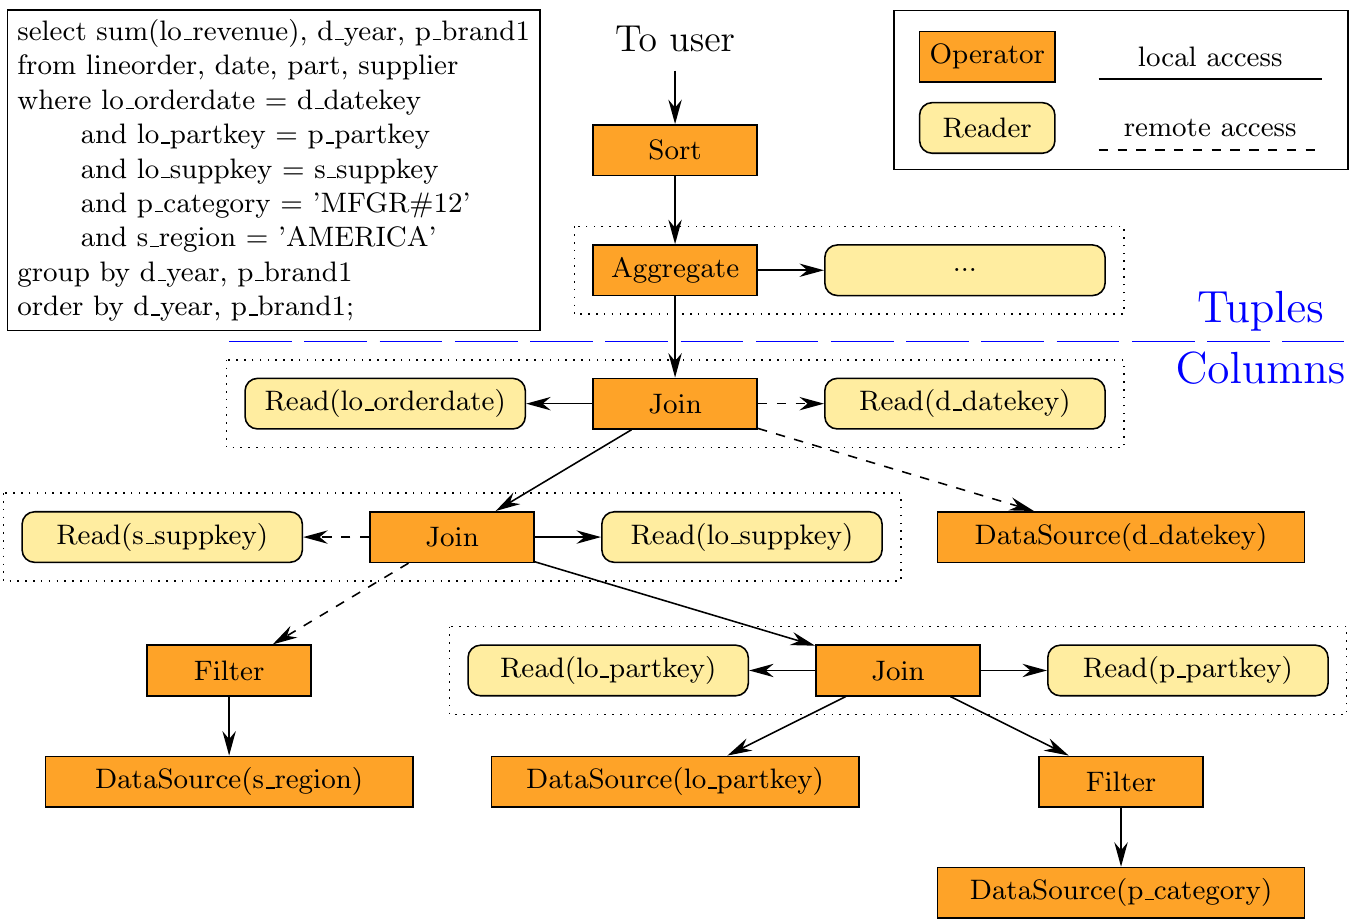 select sum(lo_revenue), d_year, p_brand1
from lineorder, date, part, supplier
where lo_orderdate = d_datekey
and lo_partkey = p_partkey
and lo_suppkey = s_suppkey
and p_category = 'MFGR#12'
and s_region = 'AMERICA'
group by d_year, p_brand1
order by d_year, p_brand1;
To user
Operator
local access
Reader
remote access
Sort
Aggregate
...
Tuples
Columns
Read(lo_orderdate)
Join
Read(d_datekey)
Read(s_suppkey)
Join
Read(lo_suppkey)
DataSource(d_datekey)
Filter
Read(lo_partkey)
Join
Read(p_partkey)
DataSource(s_region)
DataSource(lo_partkey)
Filter
DataSource(p_category)